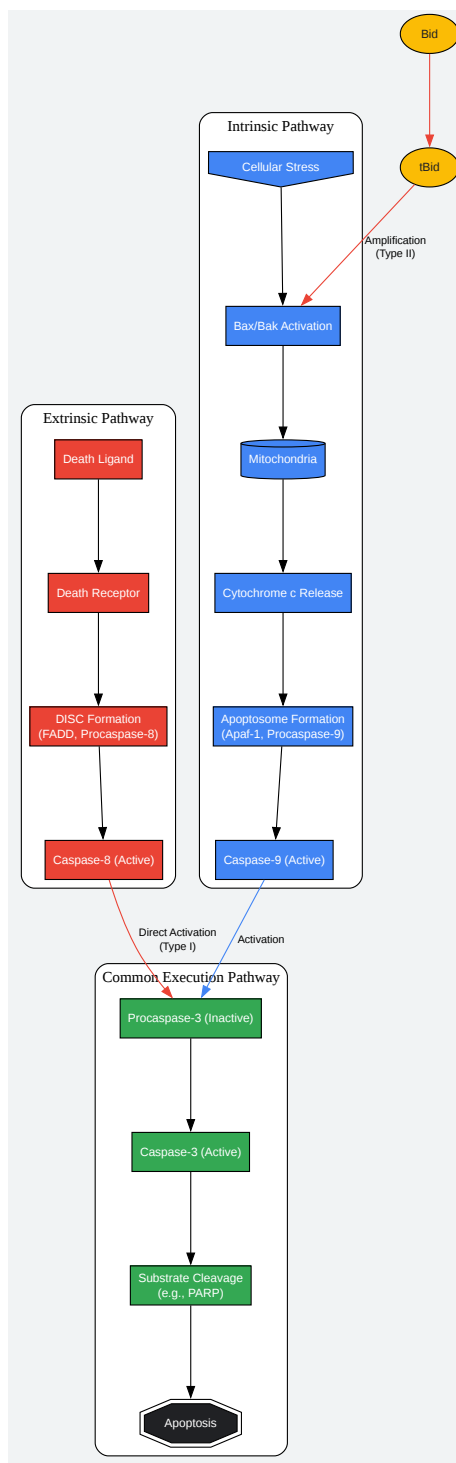 Bid
tBid
Amplification
(Type II)
Intrinsic Pathway
Cellular Stress
Bax/Bak Activation
Mitochondria
Cytochrome c Release
Apoptosome Formation
(Apaf-1, Procaspase-9)
Caspase-9 (Active)
Extrinsic Pathway
Death Ligand
Death Receptor
DISC Formation
(FADD, Procaspase-8)
Caspase-8 (Active)
Direct Activation
(Type I)
Activation
Common Execution Pathway
Procaspase-3 (Inactive)
Caspase-3 (Active)
Substrate Cleavage
(e.g., PARP)
Apoptosis